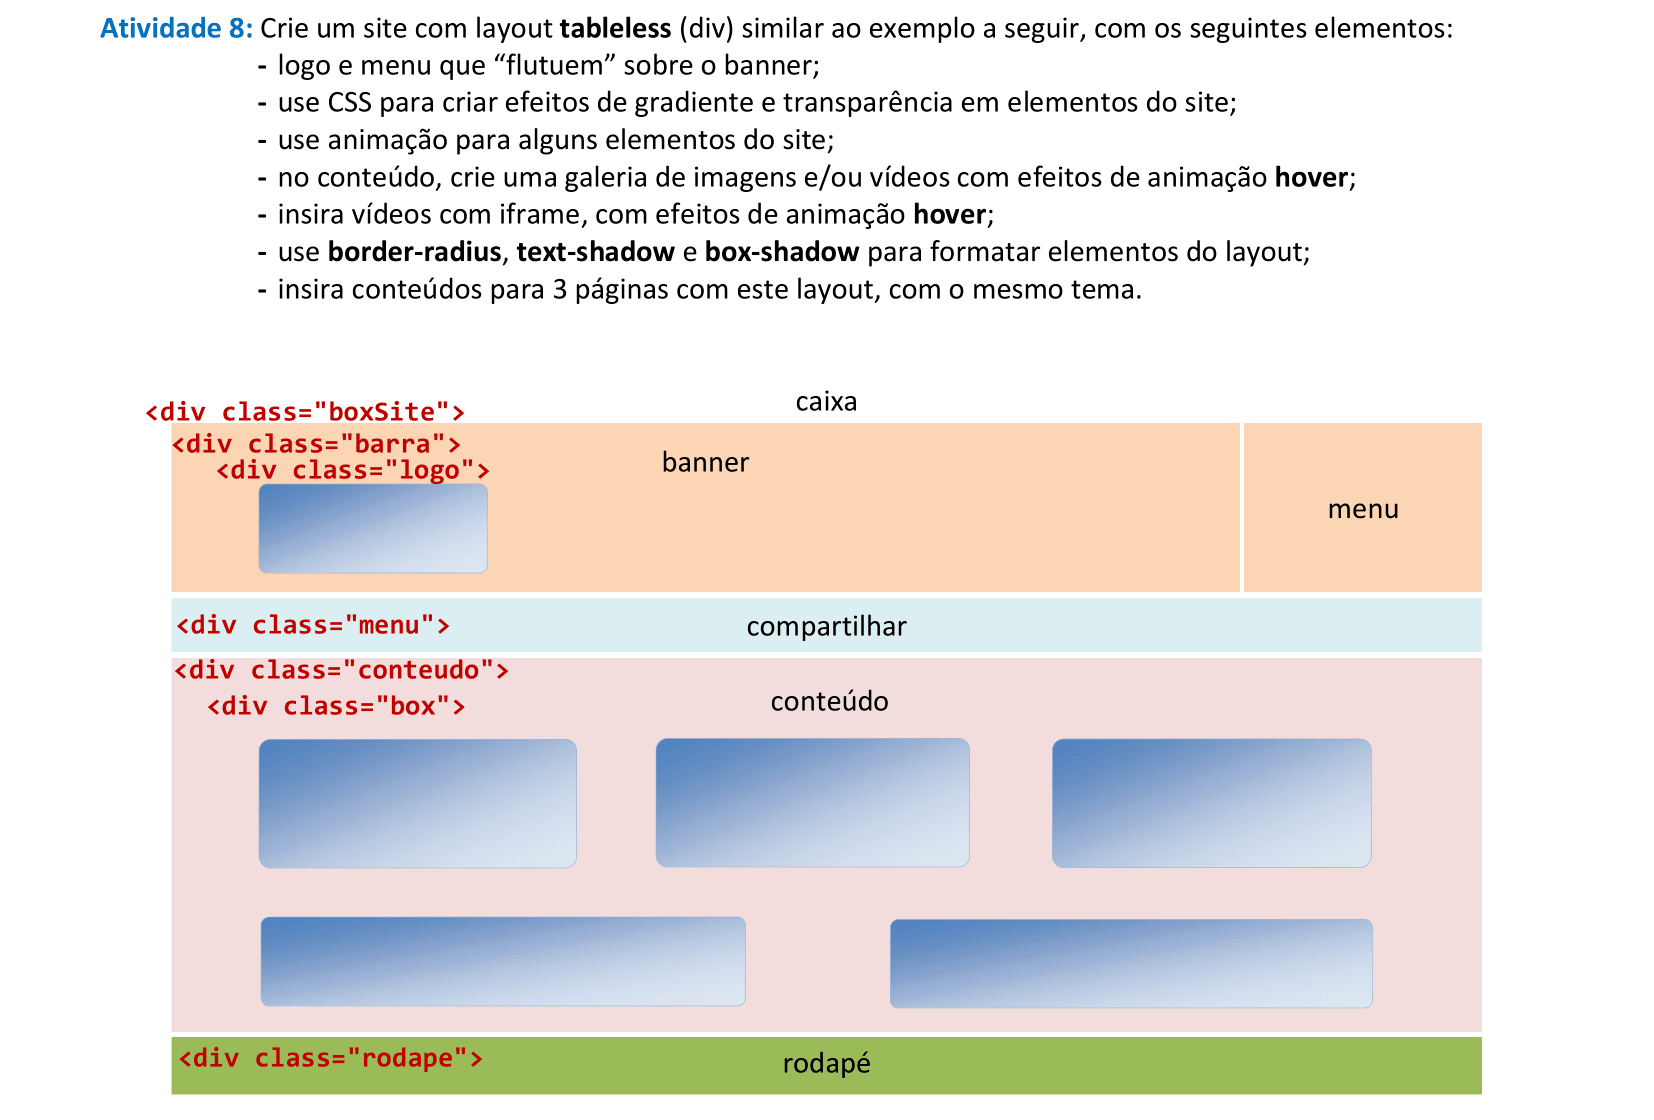 Atividade 8: Crie um site com layout tableless (div) similar ao exemplo a seguir, com os seguintes elementos:
- logo e menu que “flutuem” sobre o banner;
- use CSS para criar efeitos de gradiente e transparência em elementos do site;
- use animação para alguns elementos do site;
- no conteúdo, crie uma galeria de imagens e/ou vídeos com efeitos de animação hover;
- insira vídeos com iframe, com efeitos de animação hover;
- use border-radius, text-shadow e box-shadow para formatar elementos do layout;
- insira conteúdos para 3 páginas com este layout, com o mesmo tema.
caixa
<div class="boxSite">
<div class="barra">
banner
<div class="logo">
menu
<div class="menu">
compartilhar
<div class="conteudo">
conteúdo
<div class="box">
<div class="rodape">
rodapé